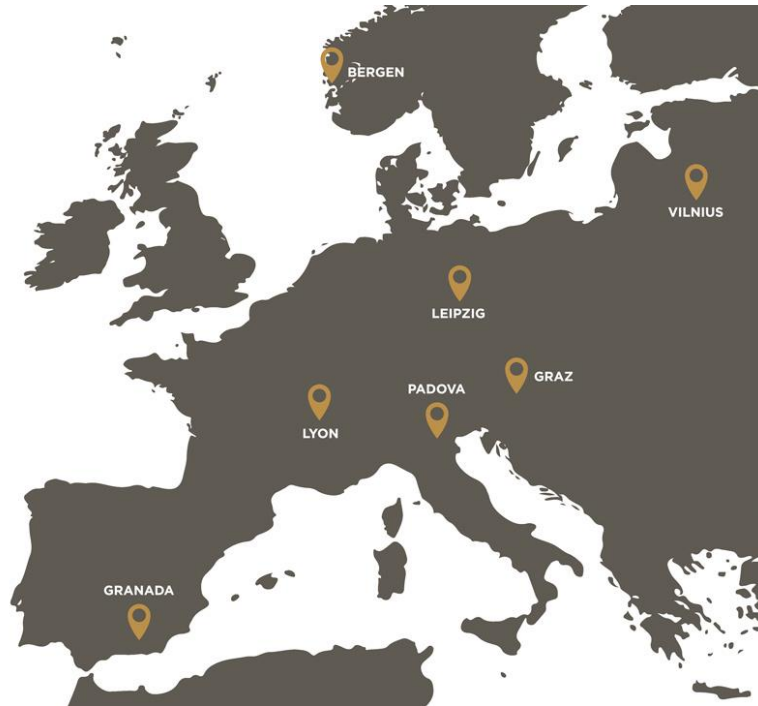 BERGEN
VILNIUS
LEIPZIG
GRAZ
PADOVA
LYON
GRANADA